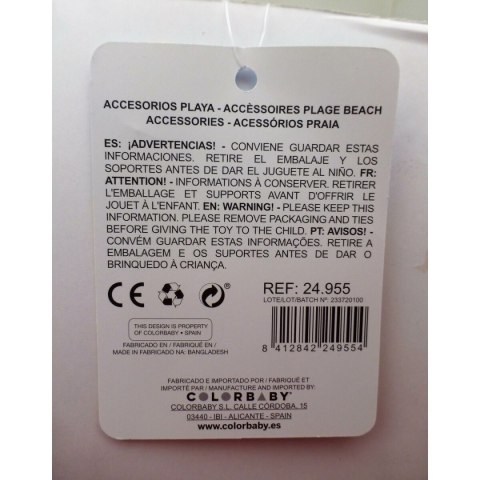 ACCESORIOS PLAYA - ACCÈSSOIRES PLAGE BEACH
ACCESSORIES - ACESSÓRIOS PRAIA
ES: ¡ADVERTENCIAS! - CONVIENE GUARDAR ESTAS
INFORMACIONES. RETIRE EL EMBALAJE Y LOS
SOPORTES ANTES DE DAR EL JUGUETE AL NIÑO. FR:
ATTENTION! - INFORMATIONS À CONSERVER. RETIRER
L'EMBALLAGE ET SUPPORTS AVANT D'OFFRIR LE
JOUET À L'ENFANT. EN: WARNING! - PLEASE KEEP THIS
INFORMATION. PLEASE REMOVE PACKAGING AND TIES
BEFORE GIVING THE TOY TO THE CHILD. PT: AVISOS! -
CONVÉM GUARDAR ESTAS INFORMAÇÕES. RETIRE A
EMBALAGEM E OS SUPORTES ANTES DE DAR O
BRINQUEDO À CRIANÇA.
CE
®
REF: 24.955
LOTE/LOT/BATCH Nº: 233720100
8 412842 249554
THIS DESIGN IS PROPERTY
OF COLORBABY • SPAIN
FABRICADO EN / FABRIQUÉ EN /
MADE IN FABRICADO NA: BANGLADESH
FABRICADO E IMPORTADO POR / FABRIQUÉ ET
IMPORTÉ PAR / MANUFACTURE AND IMPORTED BY:
COLORBABY®
COLORBABY S.L. CALLE CÓRDOBA, 15
03440 - IBI - ALICANTE - SPAIN
www.colorbaby.es